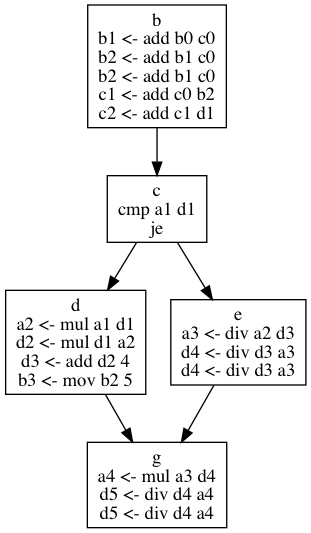 b
b1 <- add b0 c0
b2 <- add b1 c0
b2 <- add b1 c0
c1 <- add c0 b2
c2 <- add c1 d1
c
cmp a1 d1
je
d
a2 <- mul a1 d1
d2 <- mul d1 a2
d3 <- add d2 4
b3 <- mov b2 5
e
a3 <- div a2 d3
d4 <- div d3 a3
d4 <- div d3 a3
g
a4 <- mul a3 d4
d5 <- div d4 a4
d5 <- div d4 a4